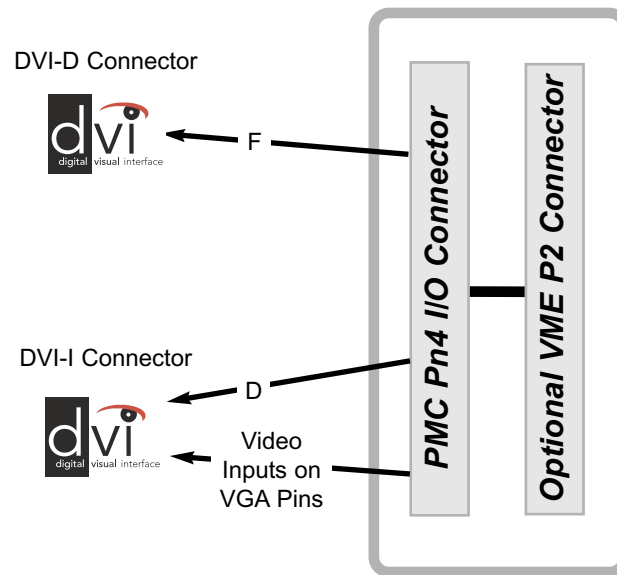 DVI-D Connector
dvi
digital visual interface
F
DVI-I Connector
dvi
digital visual interface
D
Video
Inputs on
VGA Pins
PMC Pn4 I/O Connector
Optional VME P2 Connector